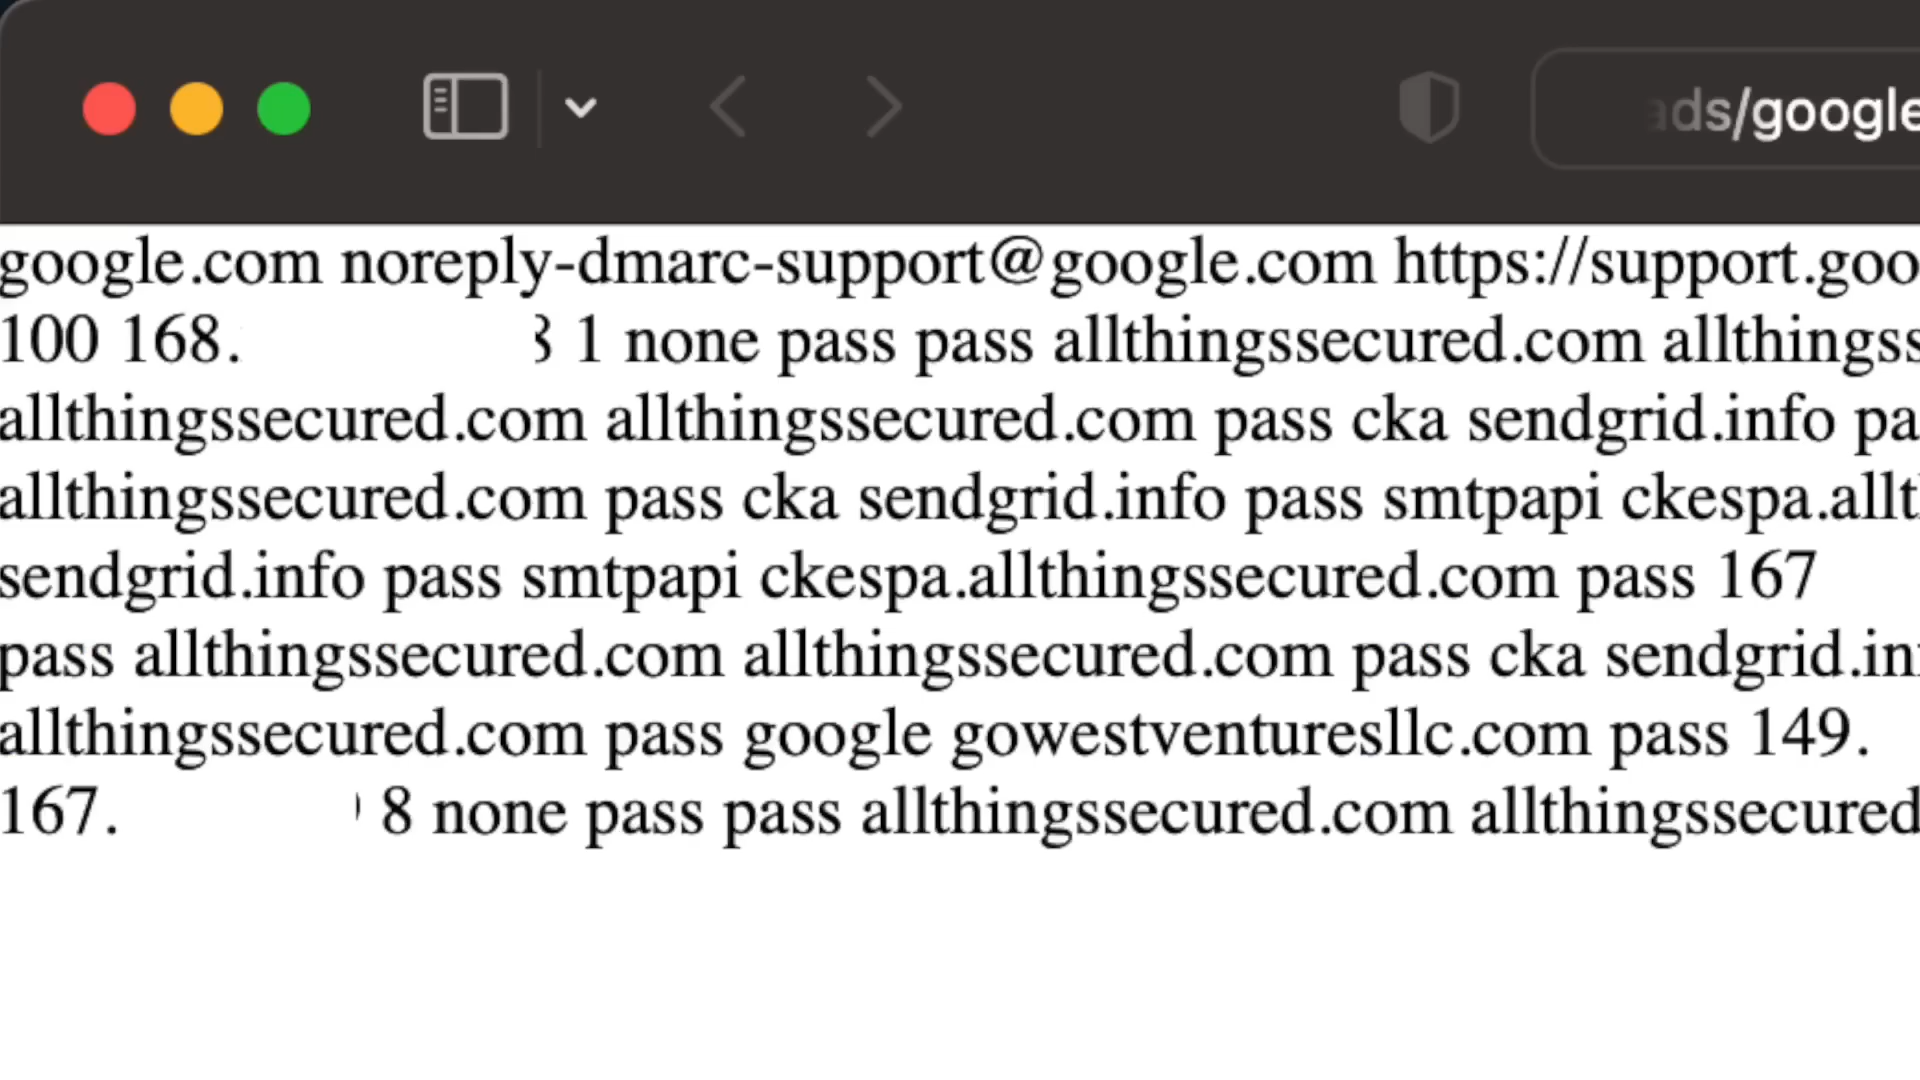 ds/google
google.com noreply-dmarc-support@google.com https://support.goo
100 168. 1 none pass pass allthingssecured.com allthingss
allthingssecured.com allthingssecured.com pass cka sendgrid.info pa
allthingssecured.com pass cka sendgrid.info pass smtpapi ckespa.allt
sendgrid.info pass smtpapi ckespa.allthingssecured.com pass 167
pass allthingssecured.com allthingssecured.com pass cka sendgrid.in
allthingssecured.com pass google gowestventuresllc.com pass 149.
167. 8 none pass pass allthingssecured.com allthingssecured